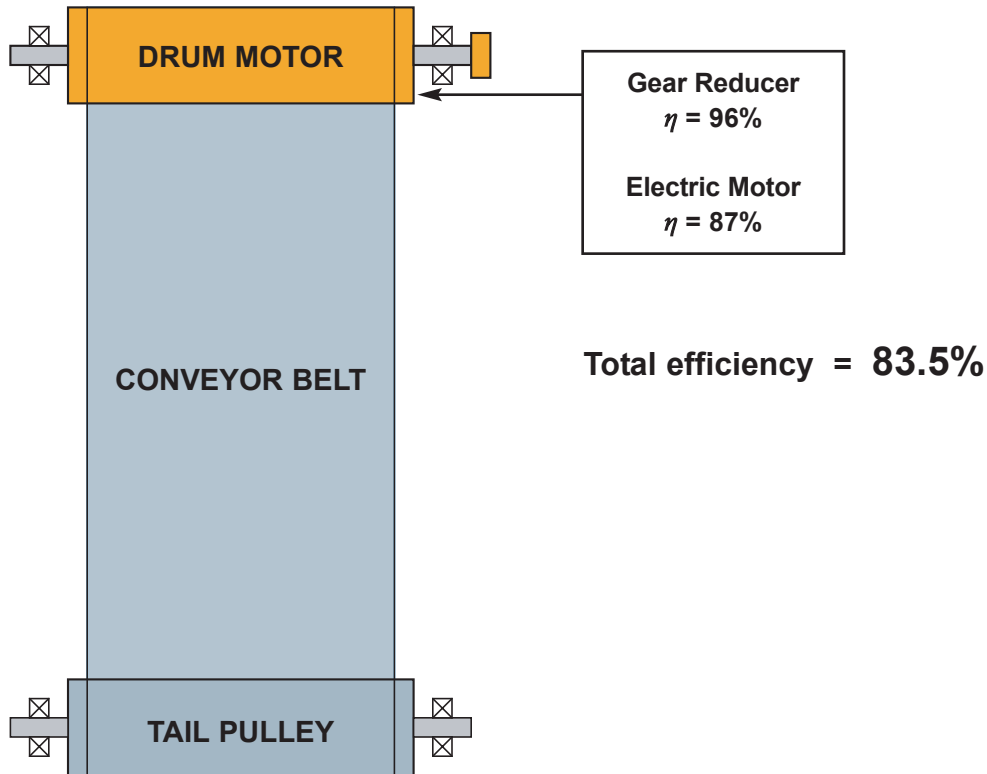 DRUM MOTOR
Gear Reducer
η = 96%
Electric Motor
η = 87%
Total efficiency = 83.5%
CONVEYOR BELT
TAIL PULLEY